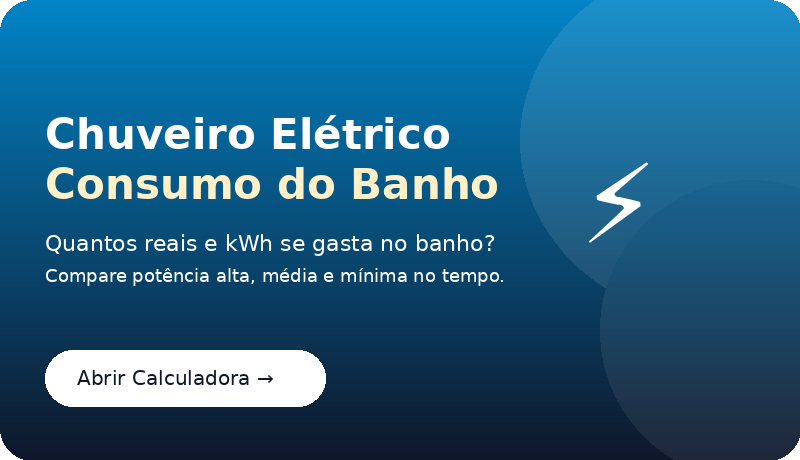 Chuveiro Elétrico
Consumo do Banho
Quantos reais e kWh se gasta no banho?
Compare potência alta, média e mínima no tempo.
Abrir Calculadora →